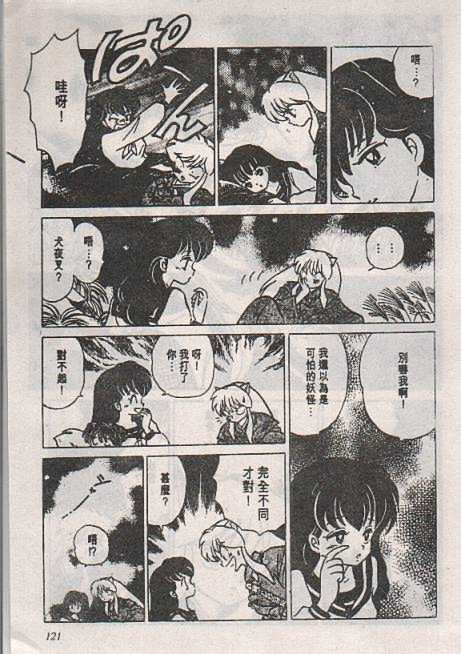 唔…？
ぱん
哇呀！
……
唔…？
犬夜叉？
別嚇我啊！
我還以為是
可怕的妖怪…
呀！
我打了
你…
對不起！
完全不同
才對！
甚麼？
唔!?
121